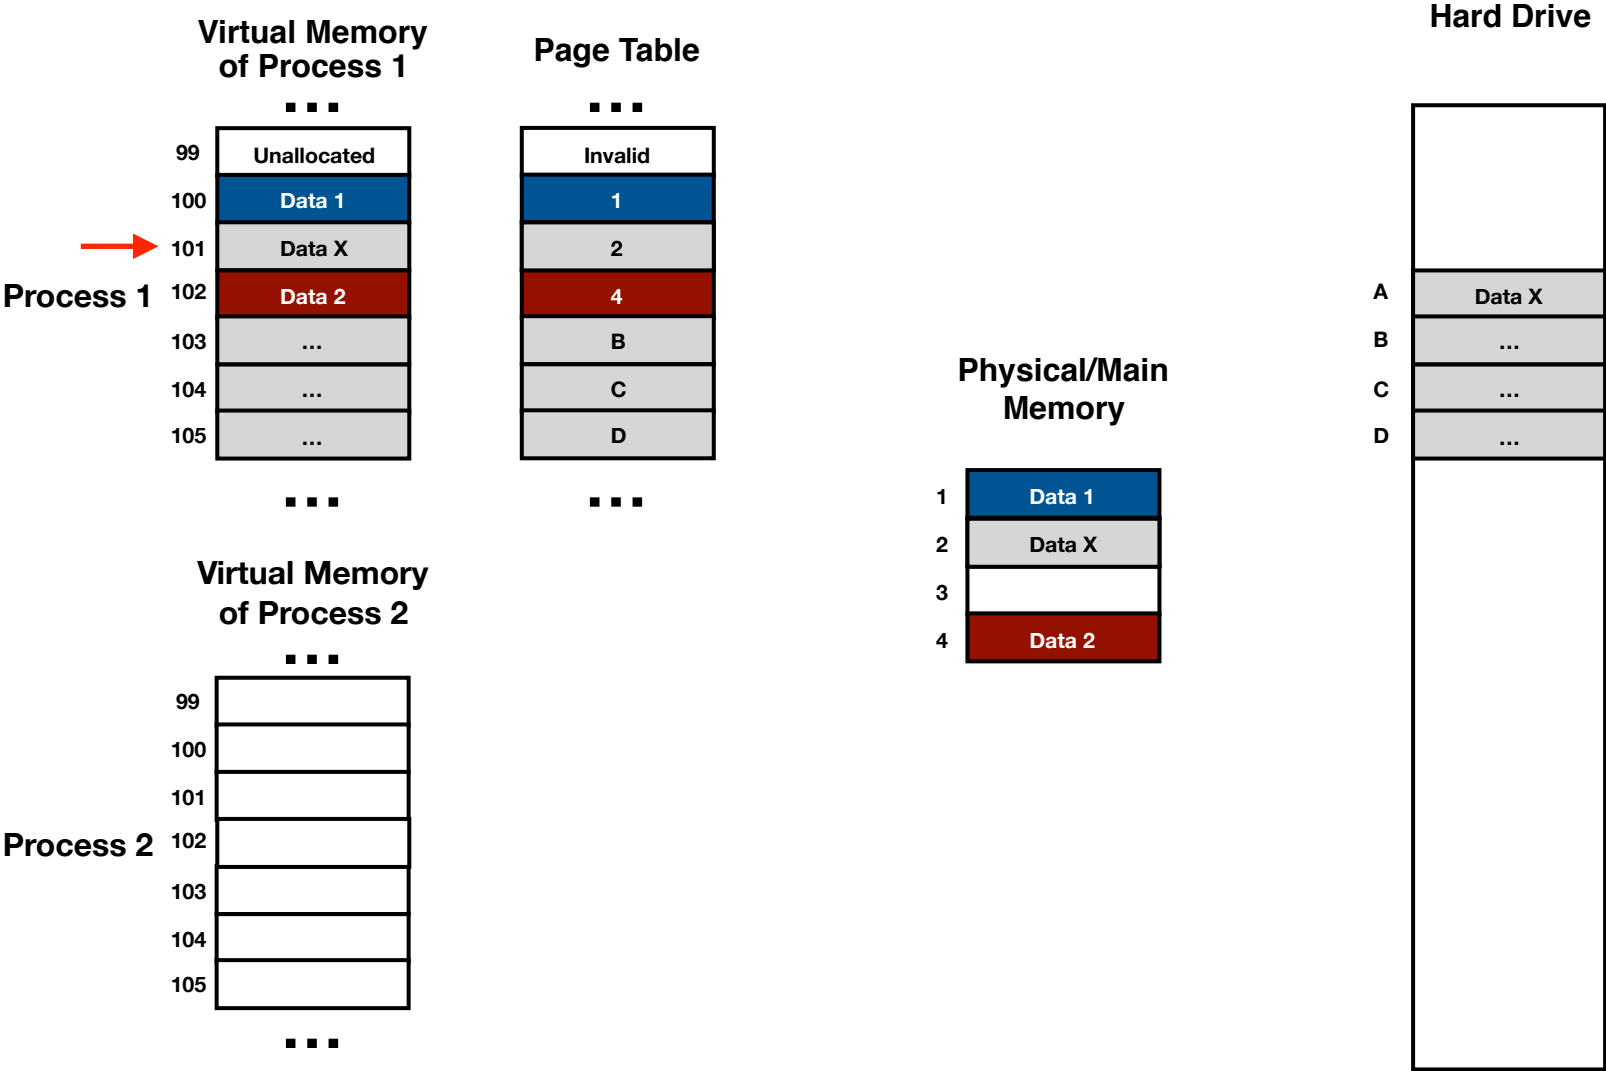 Hard Drive
Virtual Memory
of Process 1
Page Table
...
...
99 Unallocated Invalid
100 Data 1 1
101 Data X 2
Process 1 102 Data 2 4
103 ... B
104 ... C
105 ... D
...
...
A Data X
B ...
C ...
D ...
Physical/Main
Memory
1 Data 1
2 Data X
3
4 Data 2
Virtual Memory
of Process 2
...
99
100
101
Process 2 102
103
104
105
...